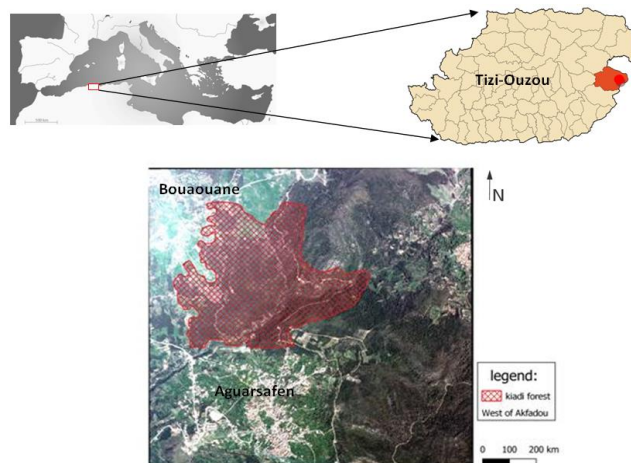 Tizi-Ouzou
Bouaouane
N
Aguarsafen
legend:
kiadi forest
West of Akfadou
0 100 200 km